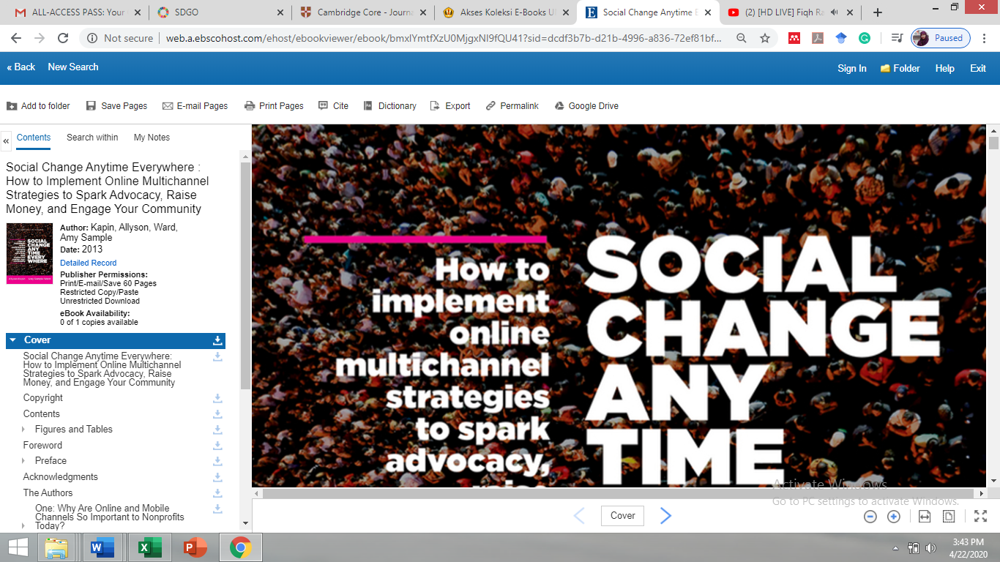 ALL-ACCESS PASS: Your
SDGO
Cambridge Core - Journa
Akses Koleksi E-Books U
Social Change Anytime E
(2) [HD LIVE] Fiqh Ra
Not secure
web.a.ebscohost.com/ehost/ebookviewer/ebook/bmxlYmtfXzU0MjgxNl9fQU41?sid=dcdf3b7b-d21b-4996-a836-72ef81bf...
Paused
« Back
New Search
Sign In
Folder
Help
Exit
Add to folder
Save Pages
E-mail Pages
Print Pages
Cite
Dictionary
Export
Permalink
Google Drive
«
Contents
Search within
My Notes
Social Change Anytime Everywhere :
How to Implement Online Multichannel
Strategies to Spark Advocacy, Raise
Money, and Engage Your Community
SOCIAL
CHANGE
ANY
TIME
EVERY
WHERE
Author: Kapin, Allyson, Ward,
Amy Sample
Date: 2013
Detailed Record
Publisher Permissions:
Print/E-mail/Save 60 Pages
Restricted Copy/Paste
Unrestricted Download
eBook Availability:
0 of 1 copies available
Cover
Social Change Anytime Everywhere:
How to Implement Online Multichannel
Strategies to Spark Advocacy, Raise
Money, and Engage Your Community
Copyright
Contents
Figures and Tables
Foreword
Preface
Acknowledgments
The Authors
One: Why Are Online and Mobile
Channels So Important to Nonprofits
Today?
How to
implement
online
multichannel
strategies
to spark
advocacy,
raise
SOCIAL
CHANGE
ANY
TIME
Activate Windows
Go to PC settings to activate Windows.
Cover
3:43 PM
4/22/2020